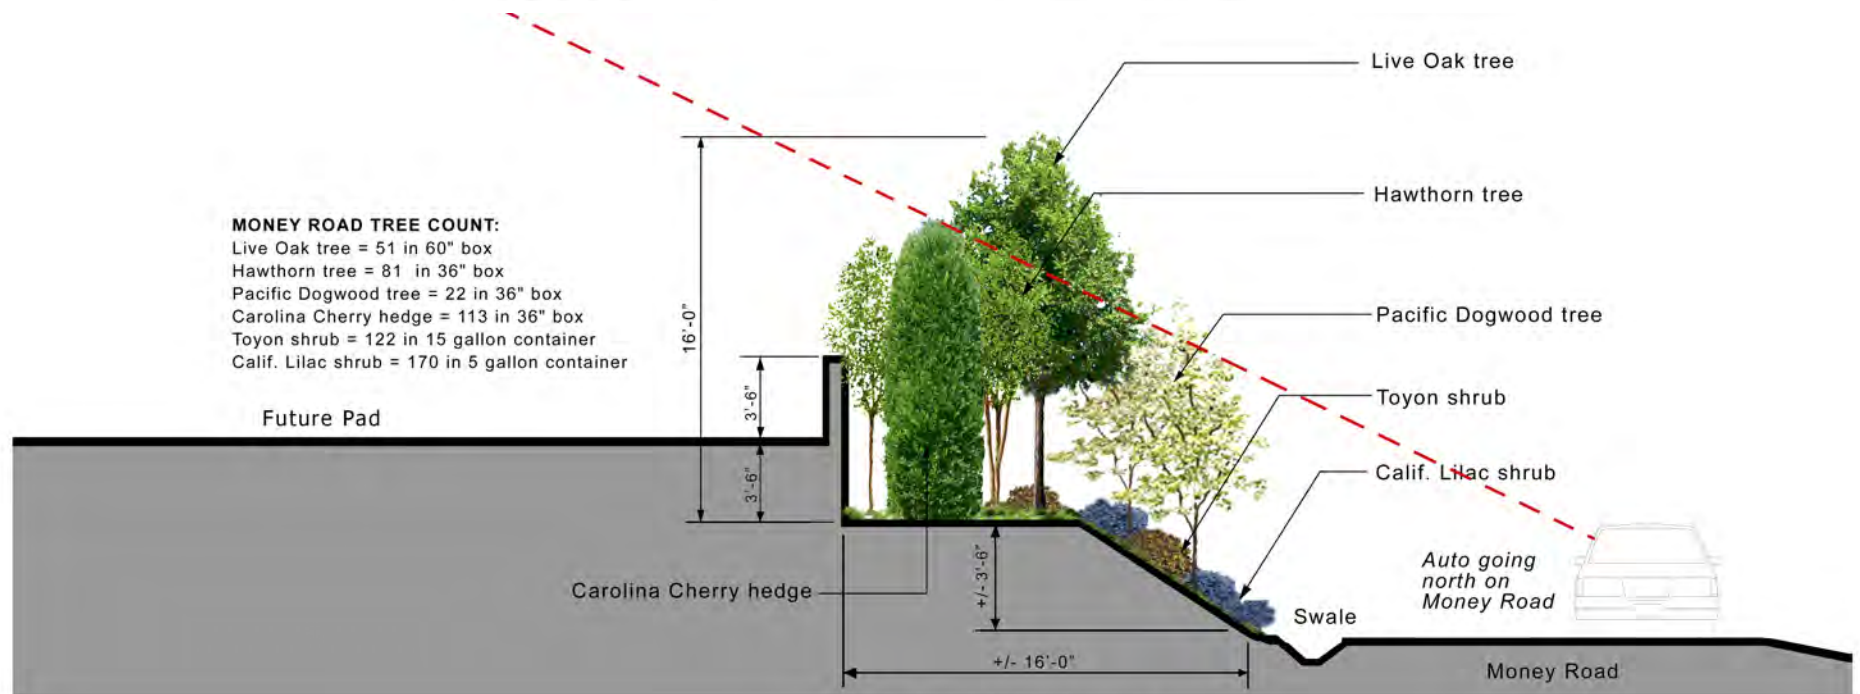 Live Oak tree
Hawthorn tree
MONEY ROAD TREE COUNT:
Live Oak tree = 51 in 60" box
Hawthorn tree = 81 in 36" box
Pacific Dogwood tree = 22 in 36" box
Carolina Cherry hedge = 113 in 36" box
Toyon shrub = 122 in 15 gallon container
Calif. Lilac shrub = 170 in 5 gallon container
16'-0"
Pacific Dogwood tree
3'-6"
Toyon shrub
Future Pad
3'-6"
Calif. Lilac shrub
Carolina Cherry hedge
+/- 3'-6"
Auto going
north on
Money Road
Swale
+/- 16'-0"
Money Road